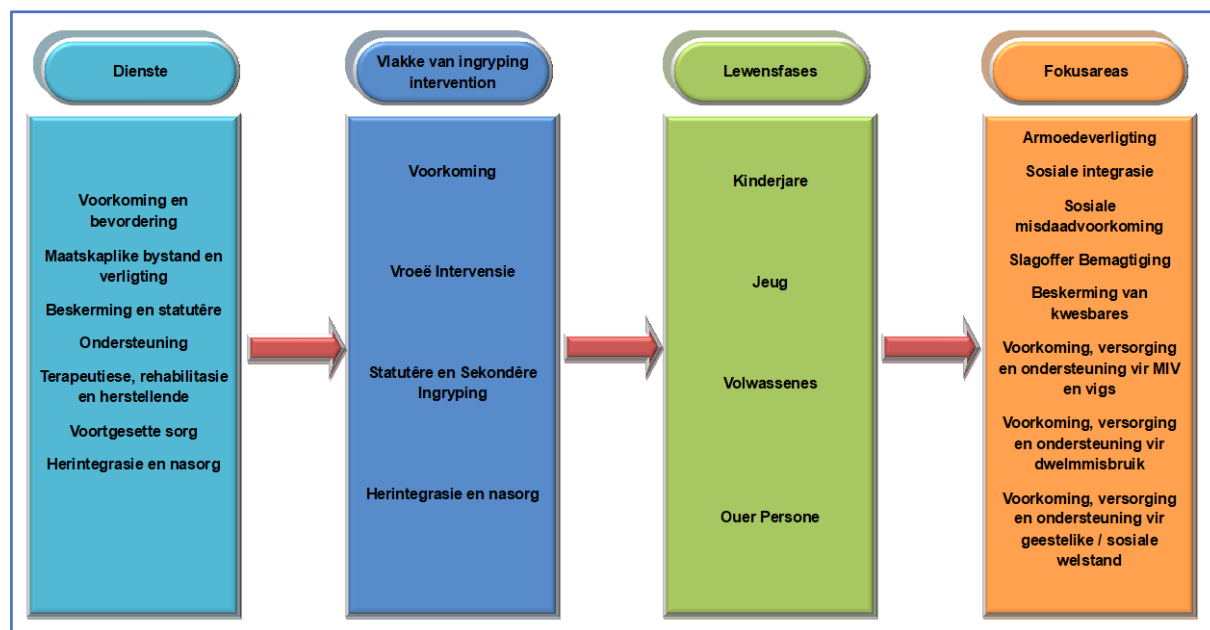 Dienste
Voorkoming en
bevordering
Maatskaplike bystand en
verligting
Beskerming en statutêre
Ondersteuning
Terapeutiese, rehabilitasie
en herstellende
Voortgesette sorg
Herintegrasie en nasorg
Vlakke van ingryping
intervention
Voorkoming
Vroeë Intervensie
Statutêre en Sekondêre
Ingryping
Herintegrasie en nasorg
Lewensfases
Kinderjare
Jeug
Volwassenes
Ouer Persone
Fokusareas
Armoedeverligting
Sosiale integrasie
Sosiale
misdaadvoorkoming
Slagoffer Bemagtiging
Beskerming van
kwesbares
Voorkoming, versorging
en ondersteuning vir MIV
en vigs
Voorkoming, versorging
en ondersteuning vir
dwelmmisbruik
Voorkoming, versorging
en ondersteuning vir
geestelike / sosiale
welstand